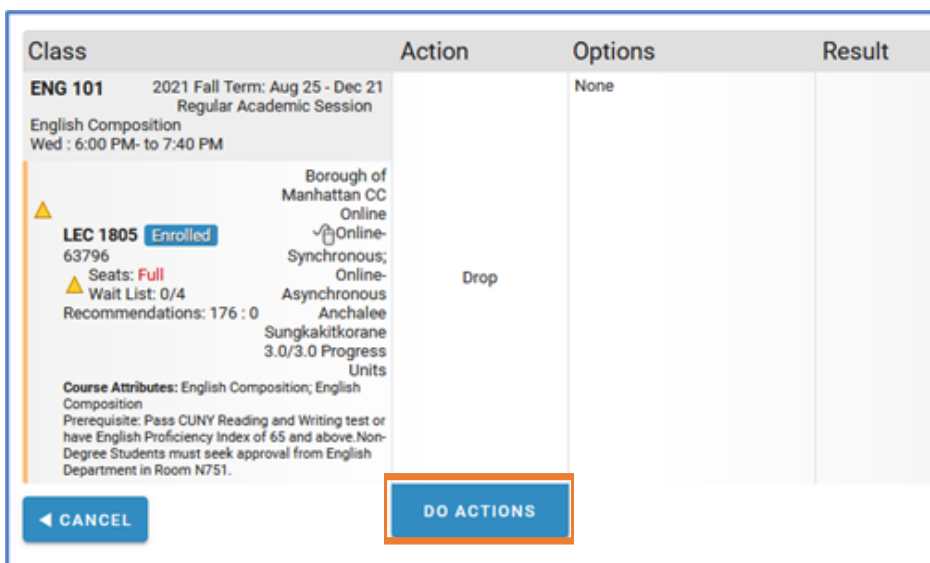 Class Action Options Result
ENG 101 2021 Fall Term: Aug 25 - Dec 21
Regular Academic Session
English Composition
Wed : 6:00 PM- to 7:40 PM
Drop
None
Borough of
Manhattan CC
Online
LEC 1805 Enrolled Online-
63796 Synchronous;
Seats: Full Online-
Wait List: 0/4 Asynchronous
Recommendations: 176 : 0 Anchalee
Sungkakitkorane
3.0/3.0 Progress
Units
Course Attributes: English Composition; English
Composition
Prerequisite: Pass CUNY Reading and Writing test or
have English Proficiency Index of 65 and above.Non-
Degree Students must seek approval from English
Department in Room N751.
CANCEL
DO ACTIONS